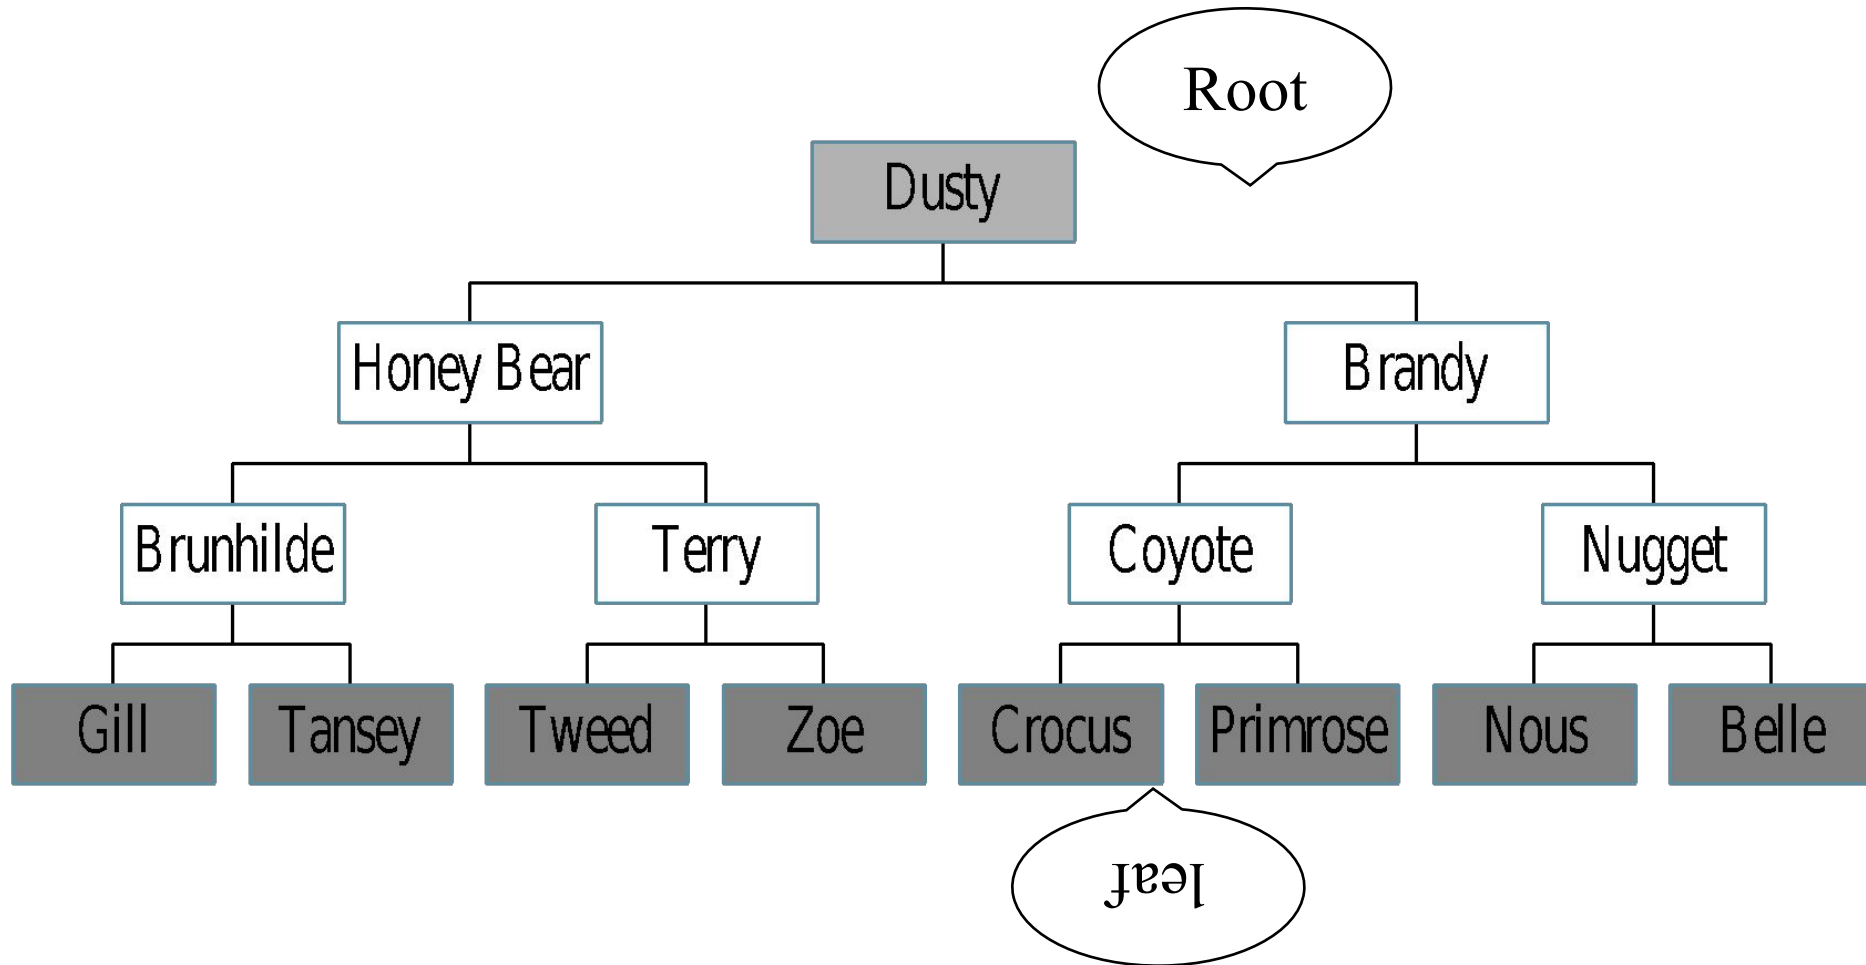 Root
Dusty
Honey Bear
Brandy
Brunhilde
Terry
Coyote
Nugget
Gill
Tansey
Tweed
Zoe
Crocus
Primrose
Nous
Belle
leaf